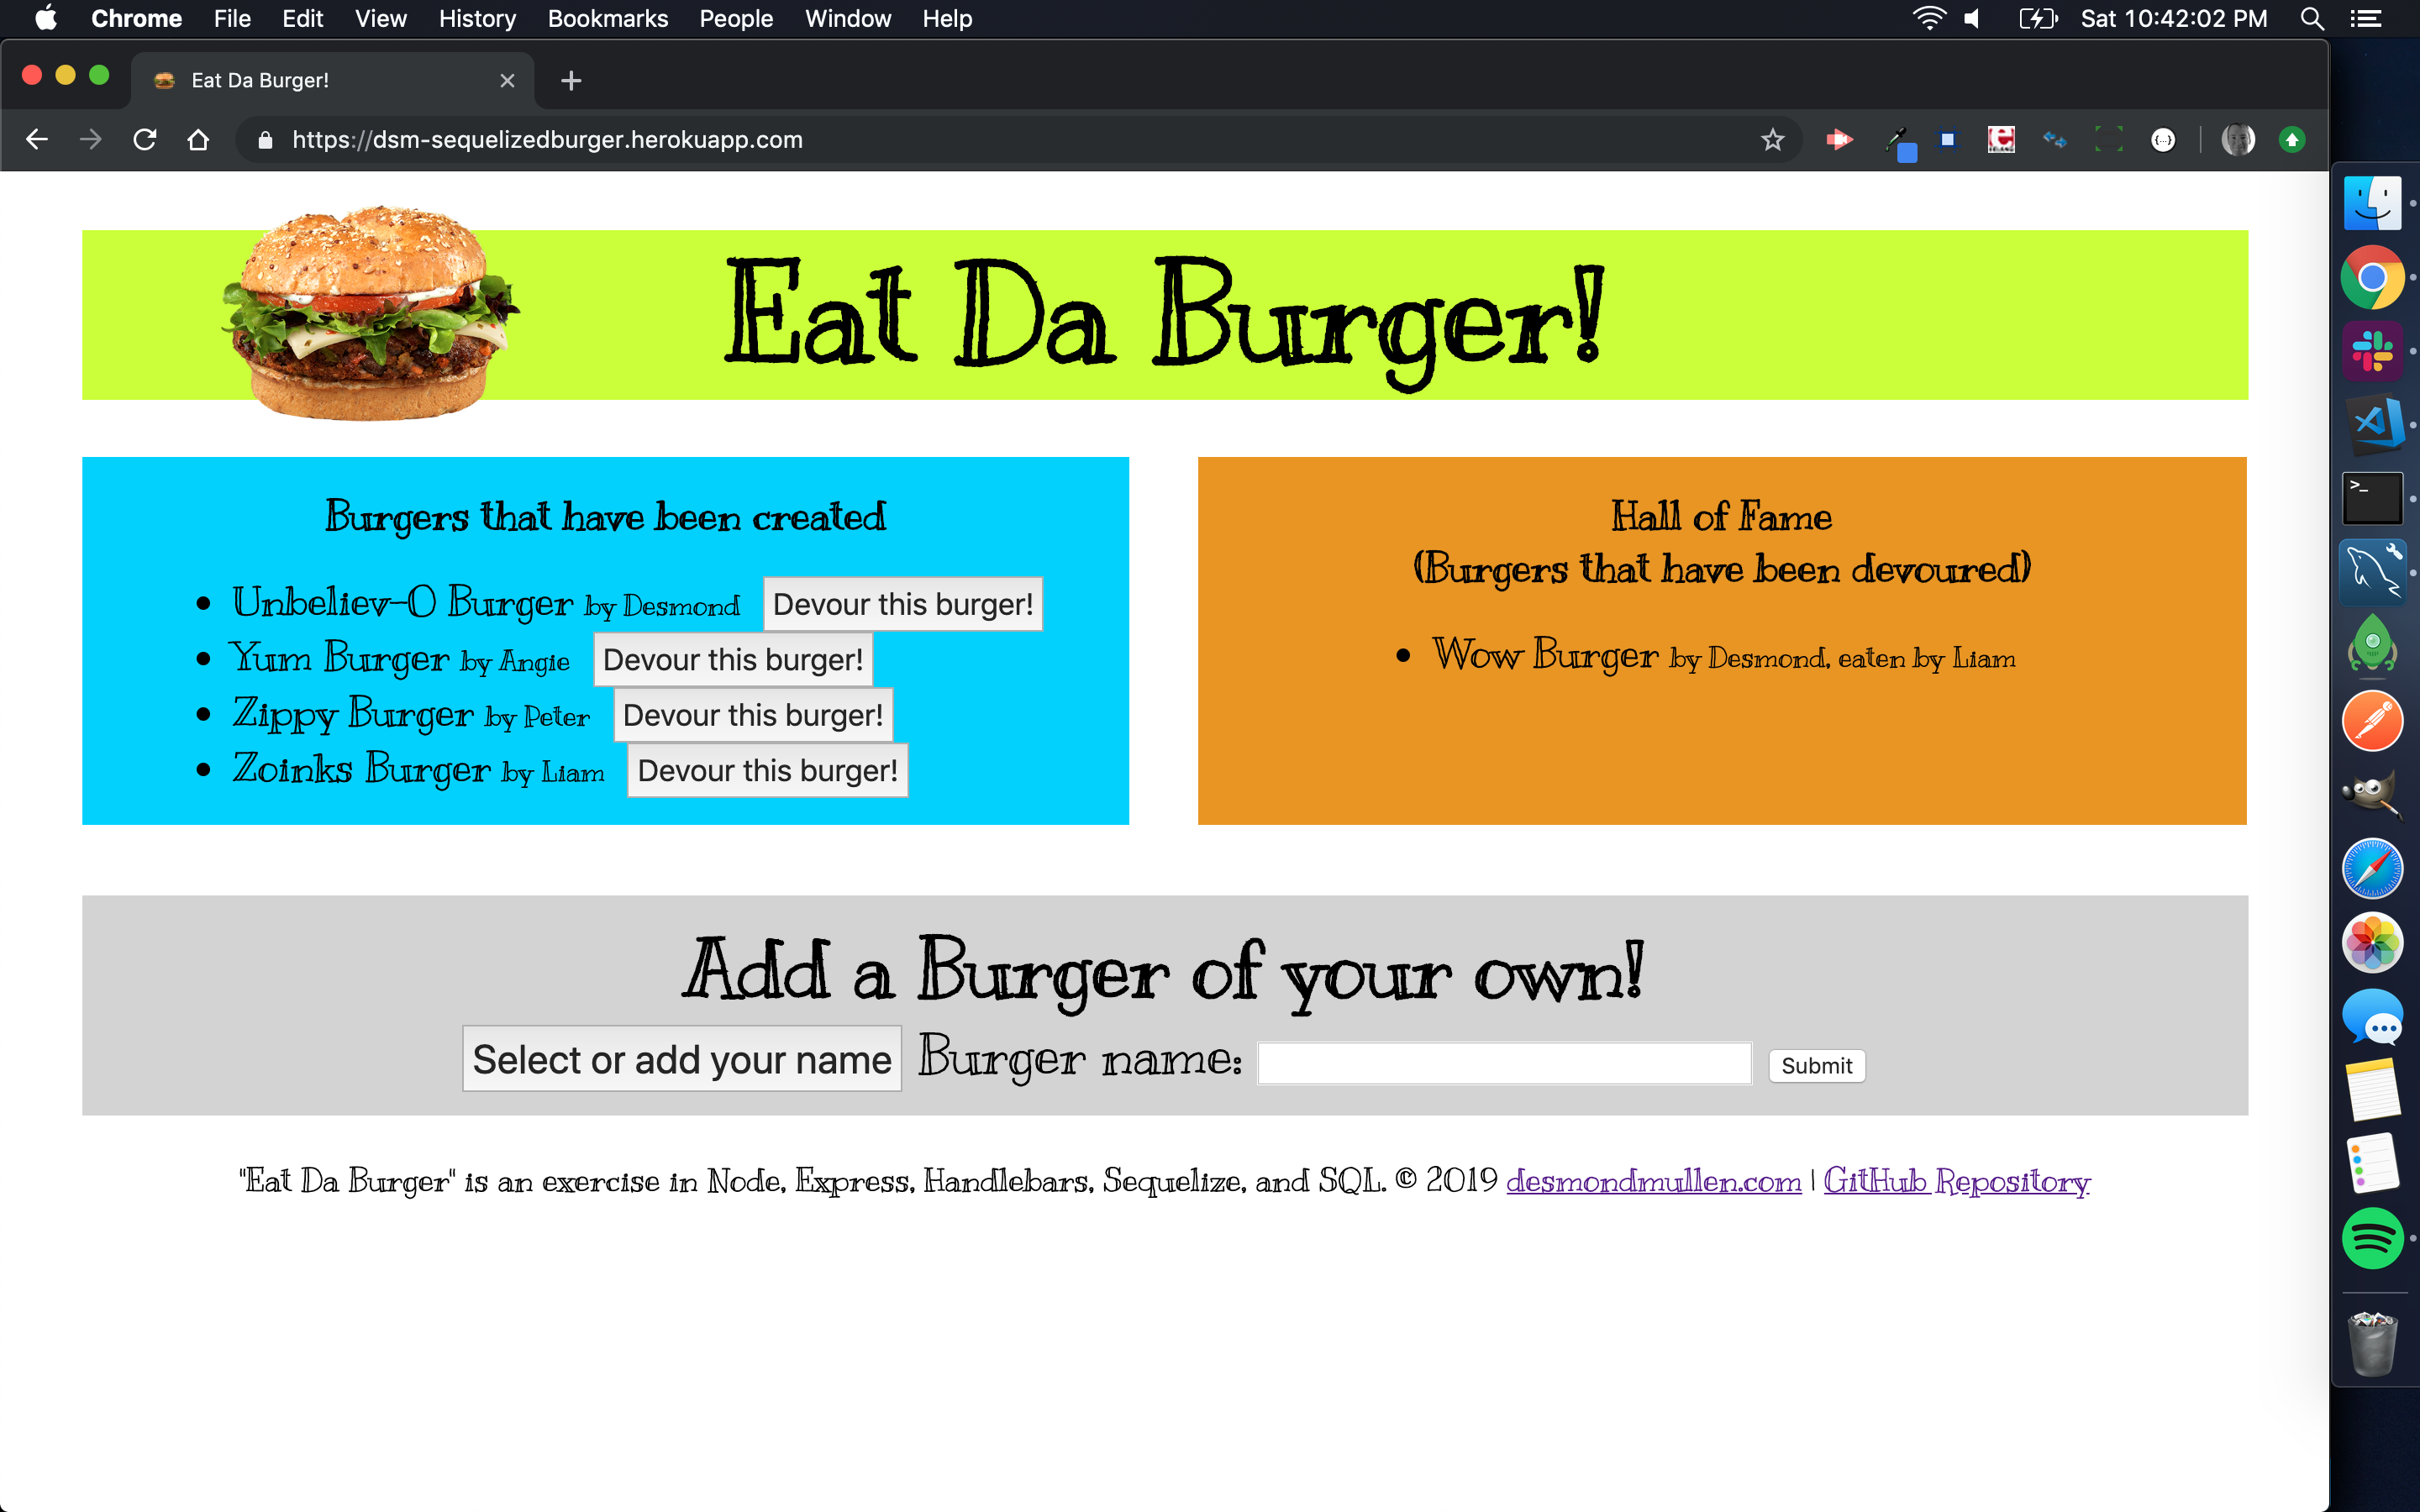 Chrome File Edit View History Bookmarks People Window Help Sat 10:42:02 PM
Eat Da Burger!
https://dsm-sequelizedburger.herokuapp.com
Eat Da Burger!
Burgers that have been created
Unbeliev-O Burger by Desmond Devour this burger!
Yum Burger by Angie Devour this burger!
Zippy Burger by Peter Devour this burger!
Zoinks Burger by Liam Devour this burger!
Hall of Fame
(Burgers that have been devoured)
Wow Burger by Desmond, eaten by Liam
Add a Burger of your own!
Select or add your name Burger name: Submit
"Eat Da Burger" is an exercise in Node, Express, Handlebars, Sequelize, and SQL. © 2019 desmondmullen.com | GitHub Repository